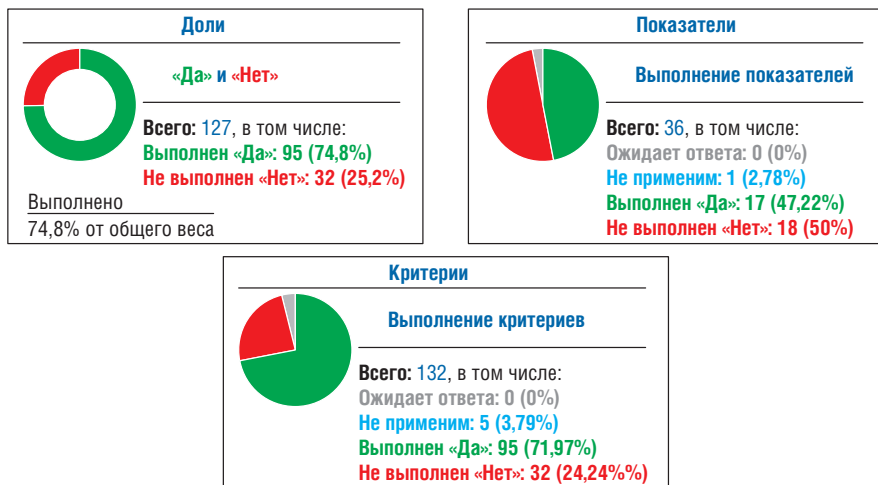 Доли
«Да» и «Нет»
Всего: 127, в том числе:
Выполнен «Да»: 95 (74,8%)
Не выполнен «Нет»: 32 (25,2%)
Выполнено
74,8% от общего веса
Показатели
Выполнение показателей
Всего: 36, в том числе:
Ожидает ответа: 0 (0%)
Не применим: 1 (2,78%)
Выполнен «Да»: 17 (47,22%)
Не выполнен «Нет»: 18 (50%)
Критерии
Выполнение критериев
Всего: 132, в том числе:
Ожидает ответа: 0 (0%)
Не применим: 5 (3,79%)
Выполнен «Да»: 95 (71,97%)
Не выполнен «Нет»: 32 (24,24%%)